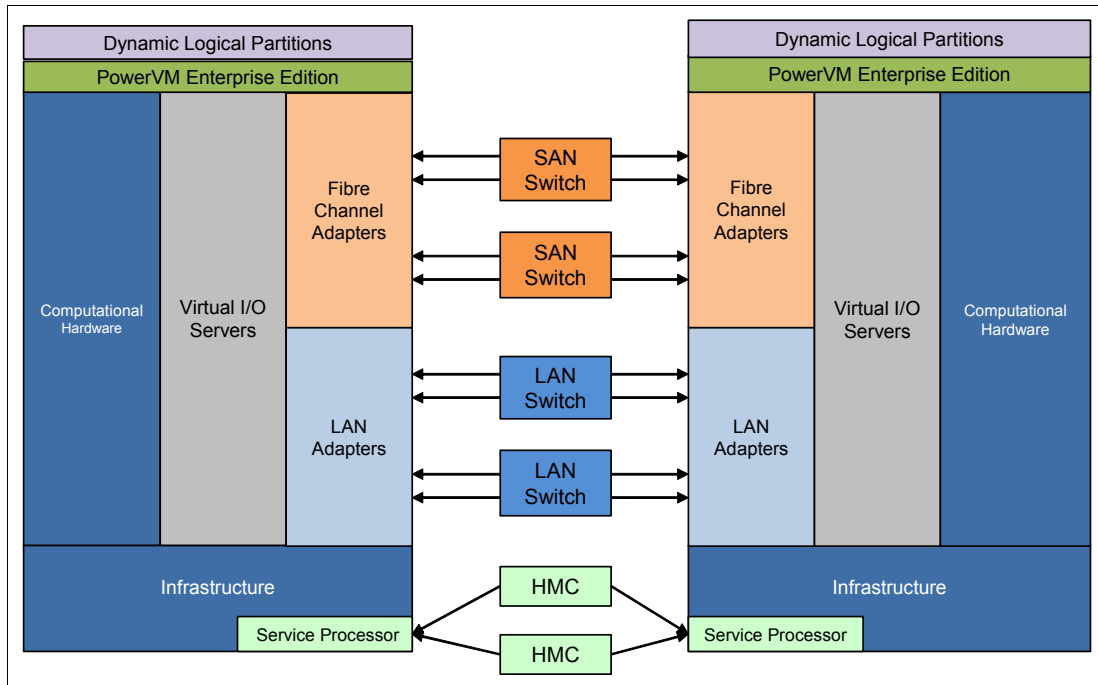 Dynamic Logical Partitions
PowerVM Enterprise Edition
Computational
Hardware
Virtual I/O
Servers
Fibre
Channel
Adapters
LAN
Adapters
Infrastructure
Service Processor
SAN
Switch
SAN
Switch
LAN
Switch
LAN
Switch
HMC
HMC
Dynamic Logical Partitions
PowerVM Enterprise Edition
Fibre
Channel
Adapters
LAN
Adapters
Virtual I/O
Servers
Computational
Hardware
Infrastructure
Service Processor